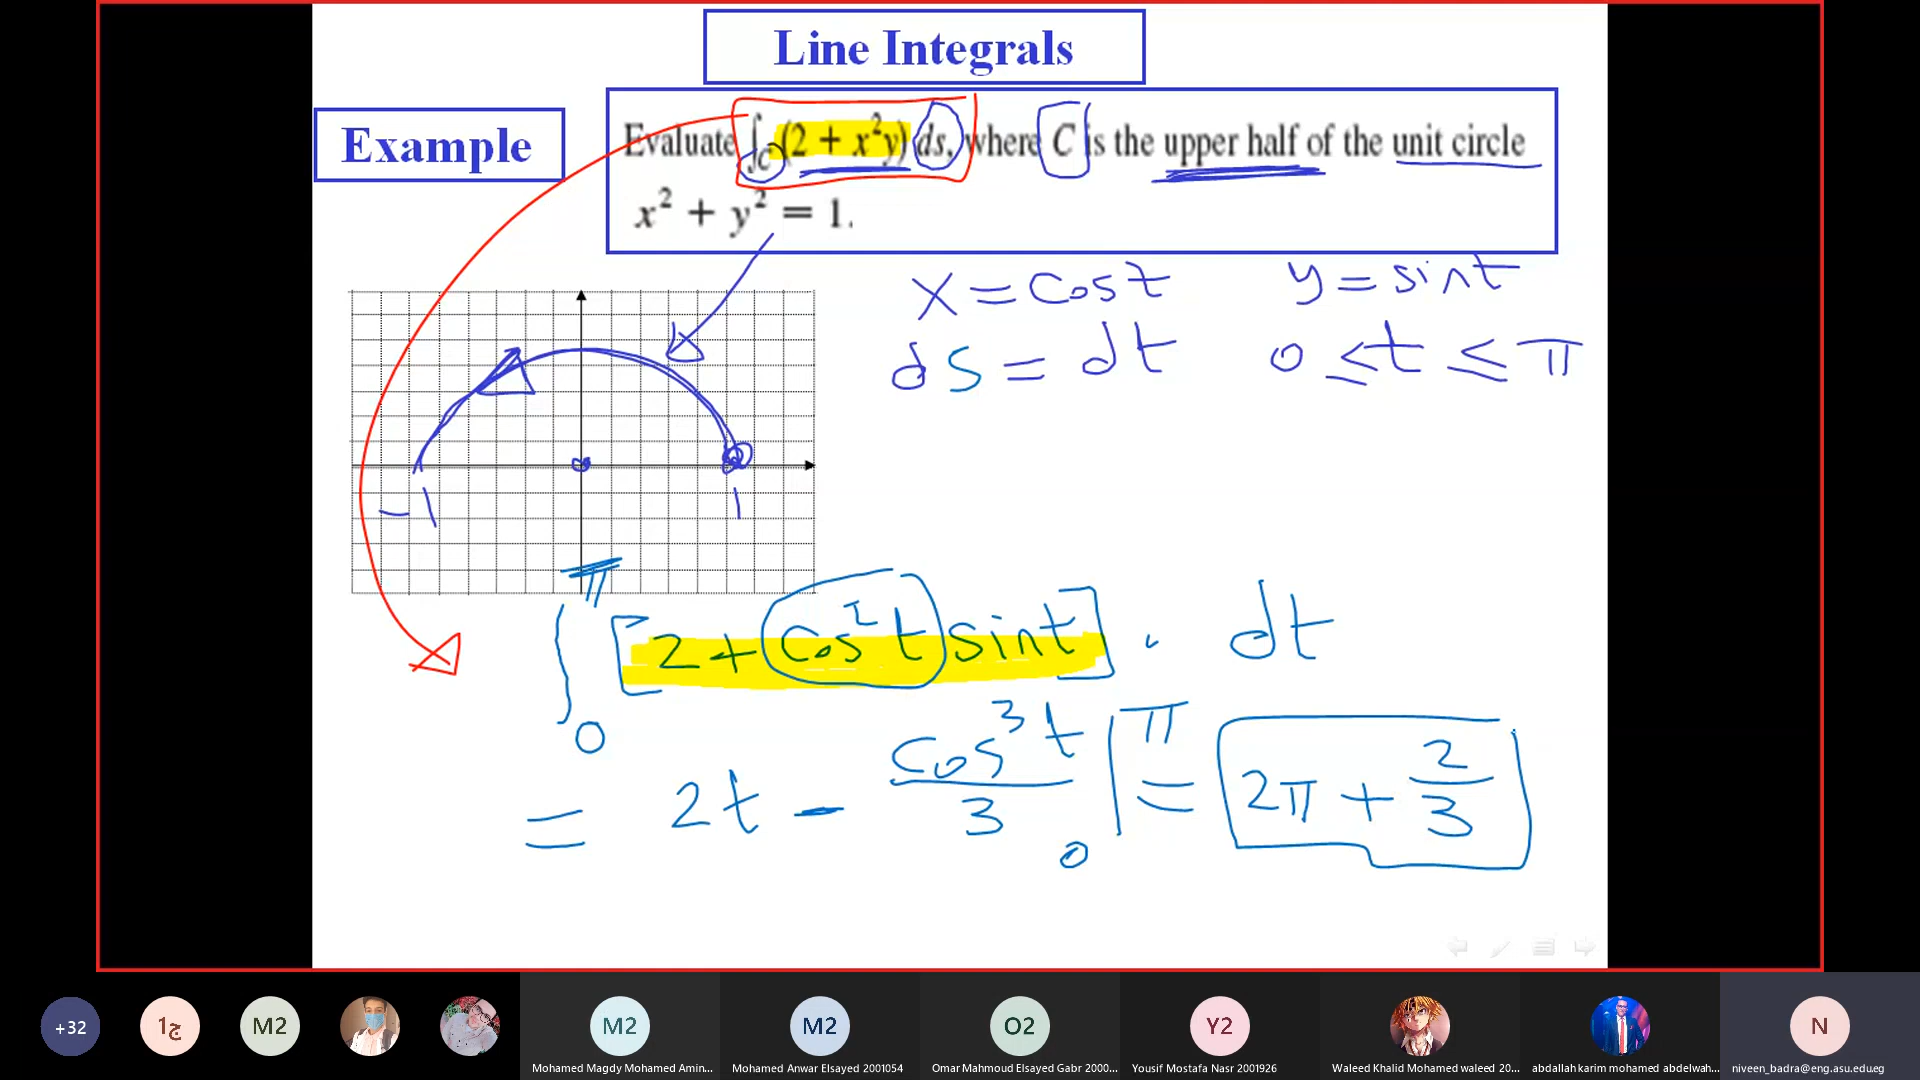 Line Integrals
Example
Evaluate ∫_C (2 + x²y) ds, where C is the upper half of the unit circle
x² + y² = 1.
x = cos t    y = sin t
ds = dt    0 ≤ t ≤ π
-1    1
∫₀^π [2 + cos² t sin t] . dt
= 2t - cos³ t / 3 |₀^π = 2π + 2/3
+32
ج1
M2
M2
M2
O2
Y2
N
Mohamed Magdy Mohamed Amin...
Mohamed Anwar Elsayed 2001054
Omar Mahmoud Elsayed Gabr 2000...
Yousif Mostafa Nasr 2001926
Waleed Khalid Mohamed waleed 20...
abdallah karim mohamed abdelwah...
niveen_badra@eng.asu.edu.eg